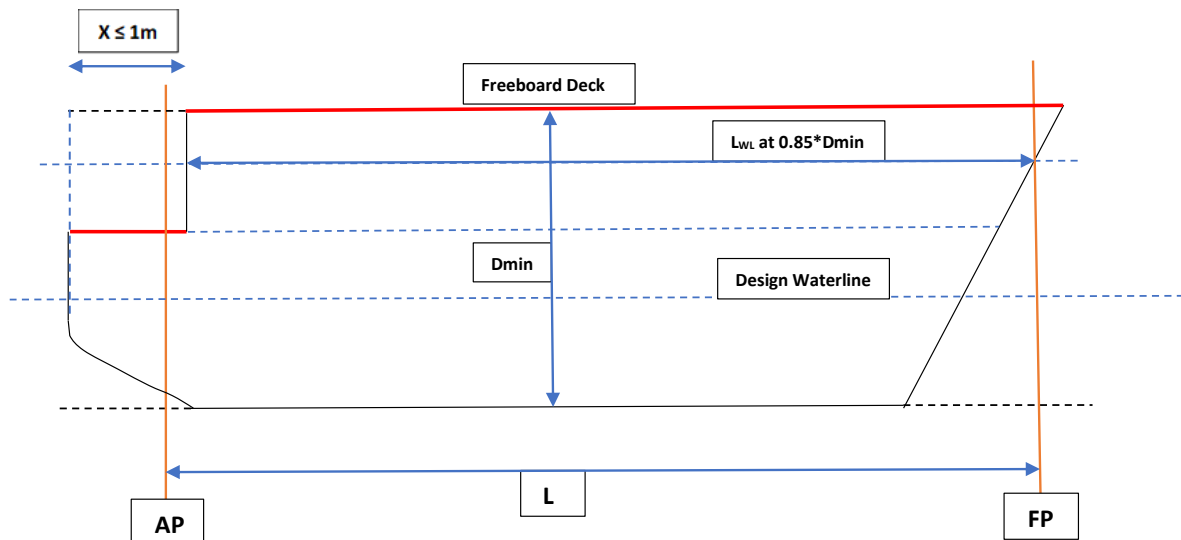 X ≤ 1m
Freeboard Deck
LWL at 0.85*Dmin
Dmin
Design Waterline
L
AP
FP